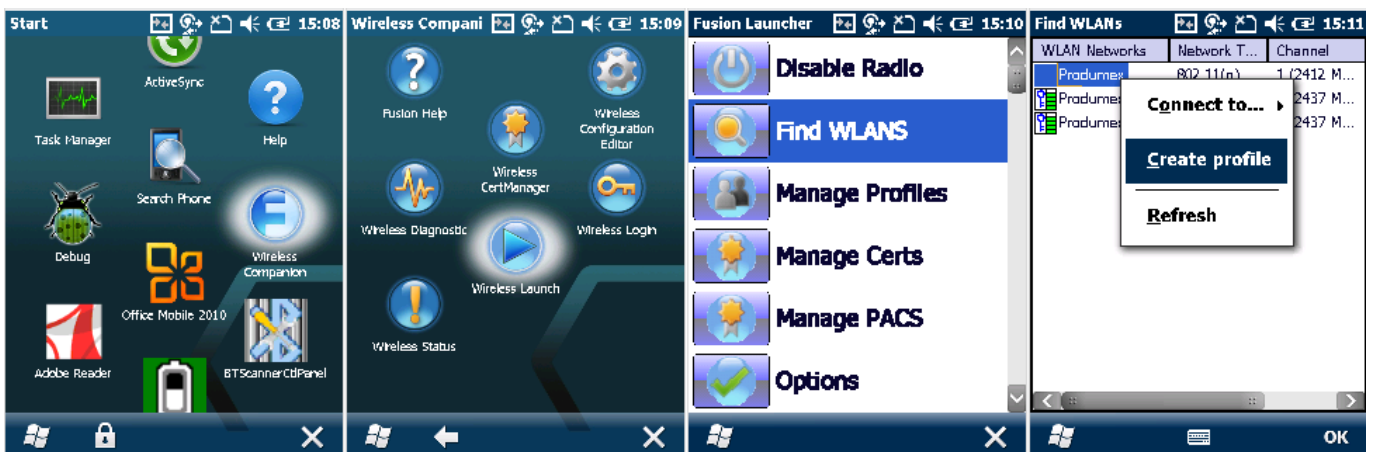 Start 15:08
ActiveSync
Task Manager
Help
Search Phone
Debug
Wireless
Companion
Office Mobile 2010
Adobe Reader
BTScannerCtlPanel
Wireless Compani 15:09
Fusion Help
Wireless
Configuration
Editor
Wireless
CertManager
Wireless Diagnostic
Wireless Login
Wireless Launch
Wireless Status
Fusion Launcher 15:10
Disable Radio
Find WLANS
Manage Profiles
Manage Certs
Manage PACS
Options
Find WLANs 15:11
WLAN Networks Network T... Channel
Produmex 802.11(n) 1 (2412 M...
Produme 2437 M...
Produme 2437 M...
Connect to...
Create profile
Refresh
OK